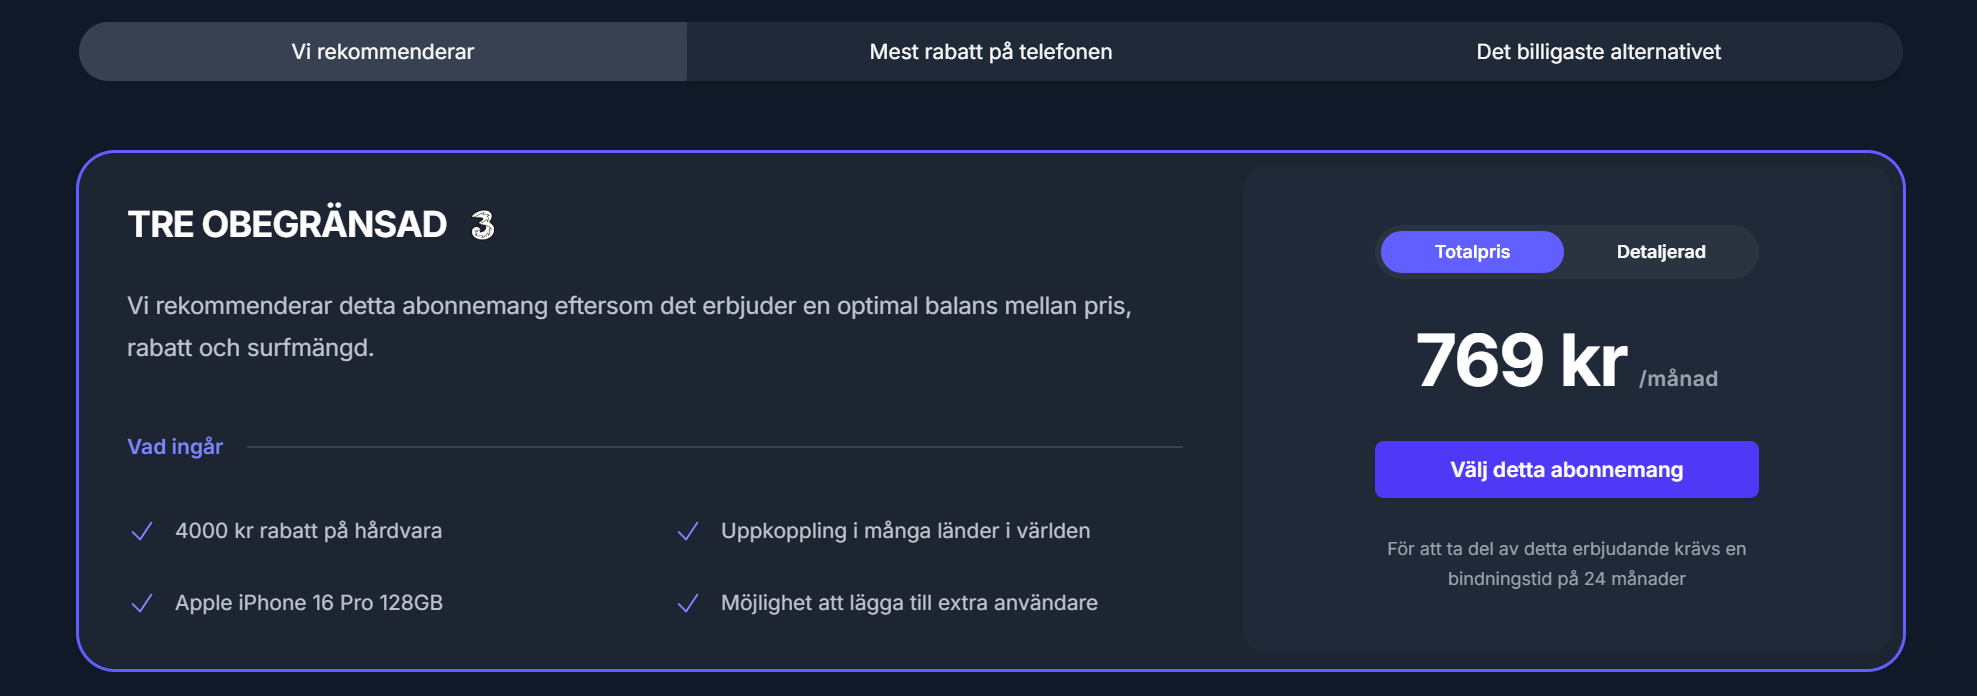 Vi rekommenderar
Mest rabatt på telefonen
Det billigaste alternativet
TRE OBEGRÄNSAD 3
Vi rekommenderar detta abonnemang eftersom det erbjuder en optimal balans mellan pris,
rabatt och surfmängd.
Vad ingår
4000 kr rabatt på hårdvara
Uppkoppling i många länder i världen
Apple iPhone 16 Pro 128GB
Möjlighet att lägga till extra användare
Totalpris
Detaljerad
769 kr /månad
Välj detta abonnemang
För att ta del av detta erbjudande krävs en
bindningstid på 24 månader